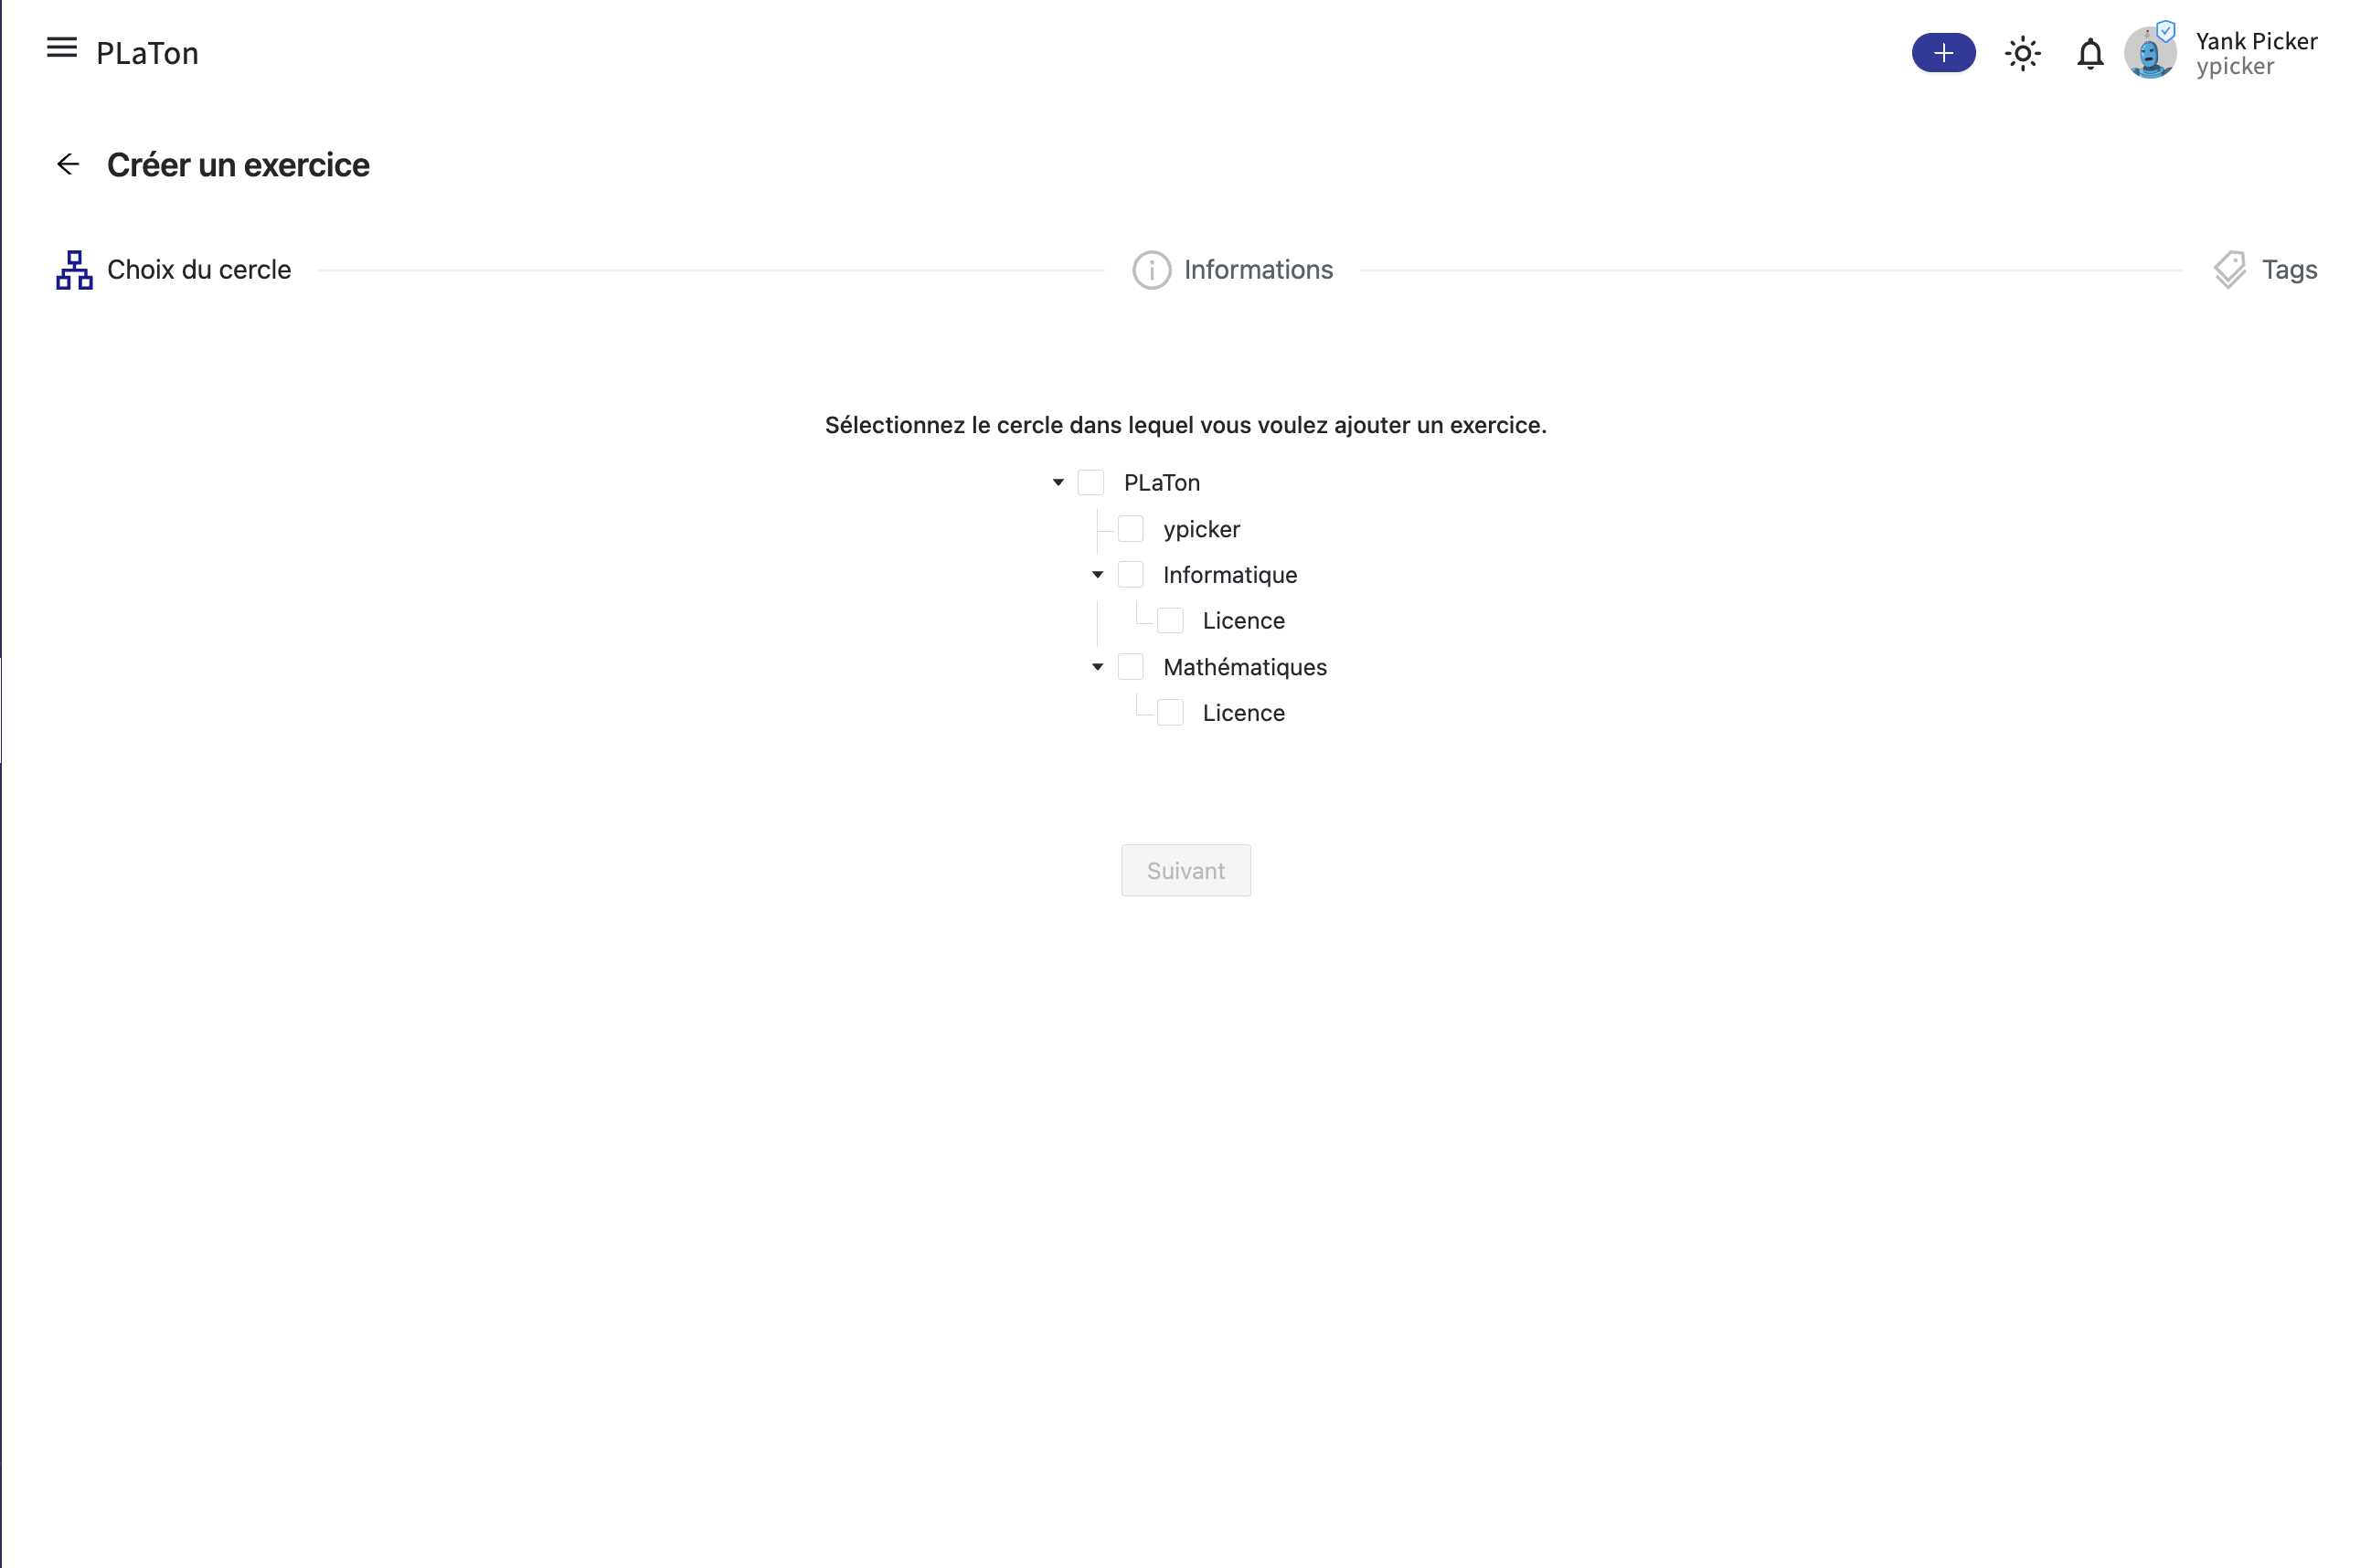 PLaTon
Yank Picker
ypicker
Créer un exercice
Choix du cercle
Informations
Tags
Sélectionnez le cercle dans lequel vous voulez ajouter un exercice.
PLaTon
ypicker
Informatique
Licence
Mathématiques
Licence
Suivant